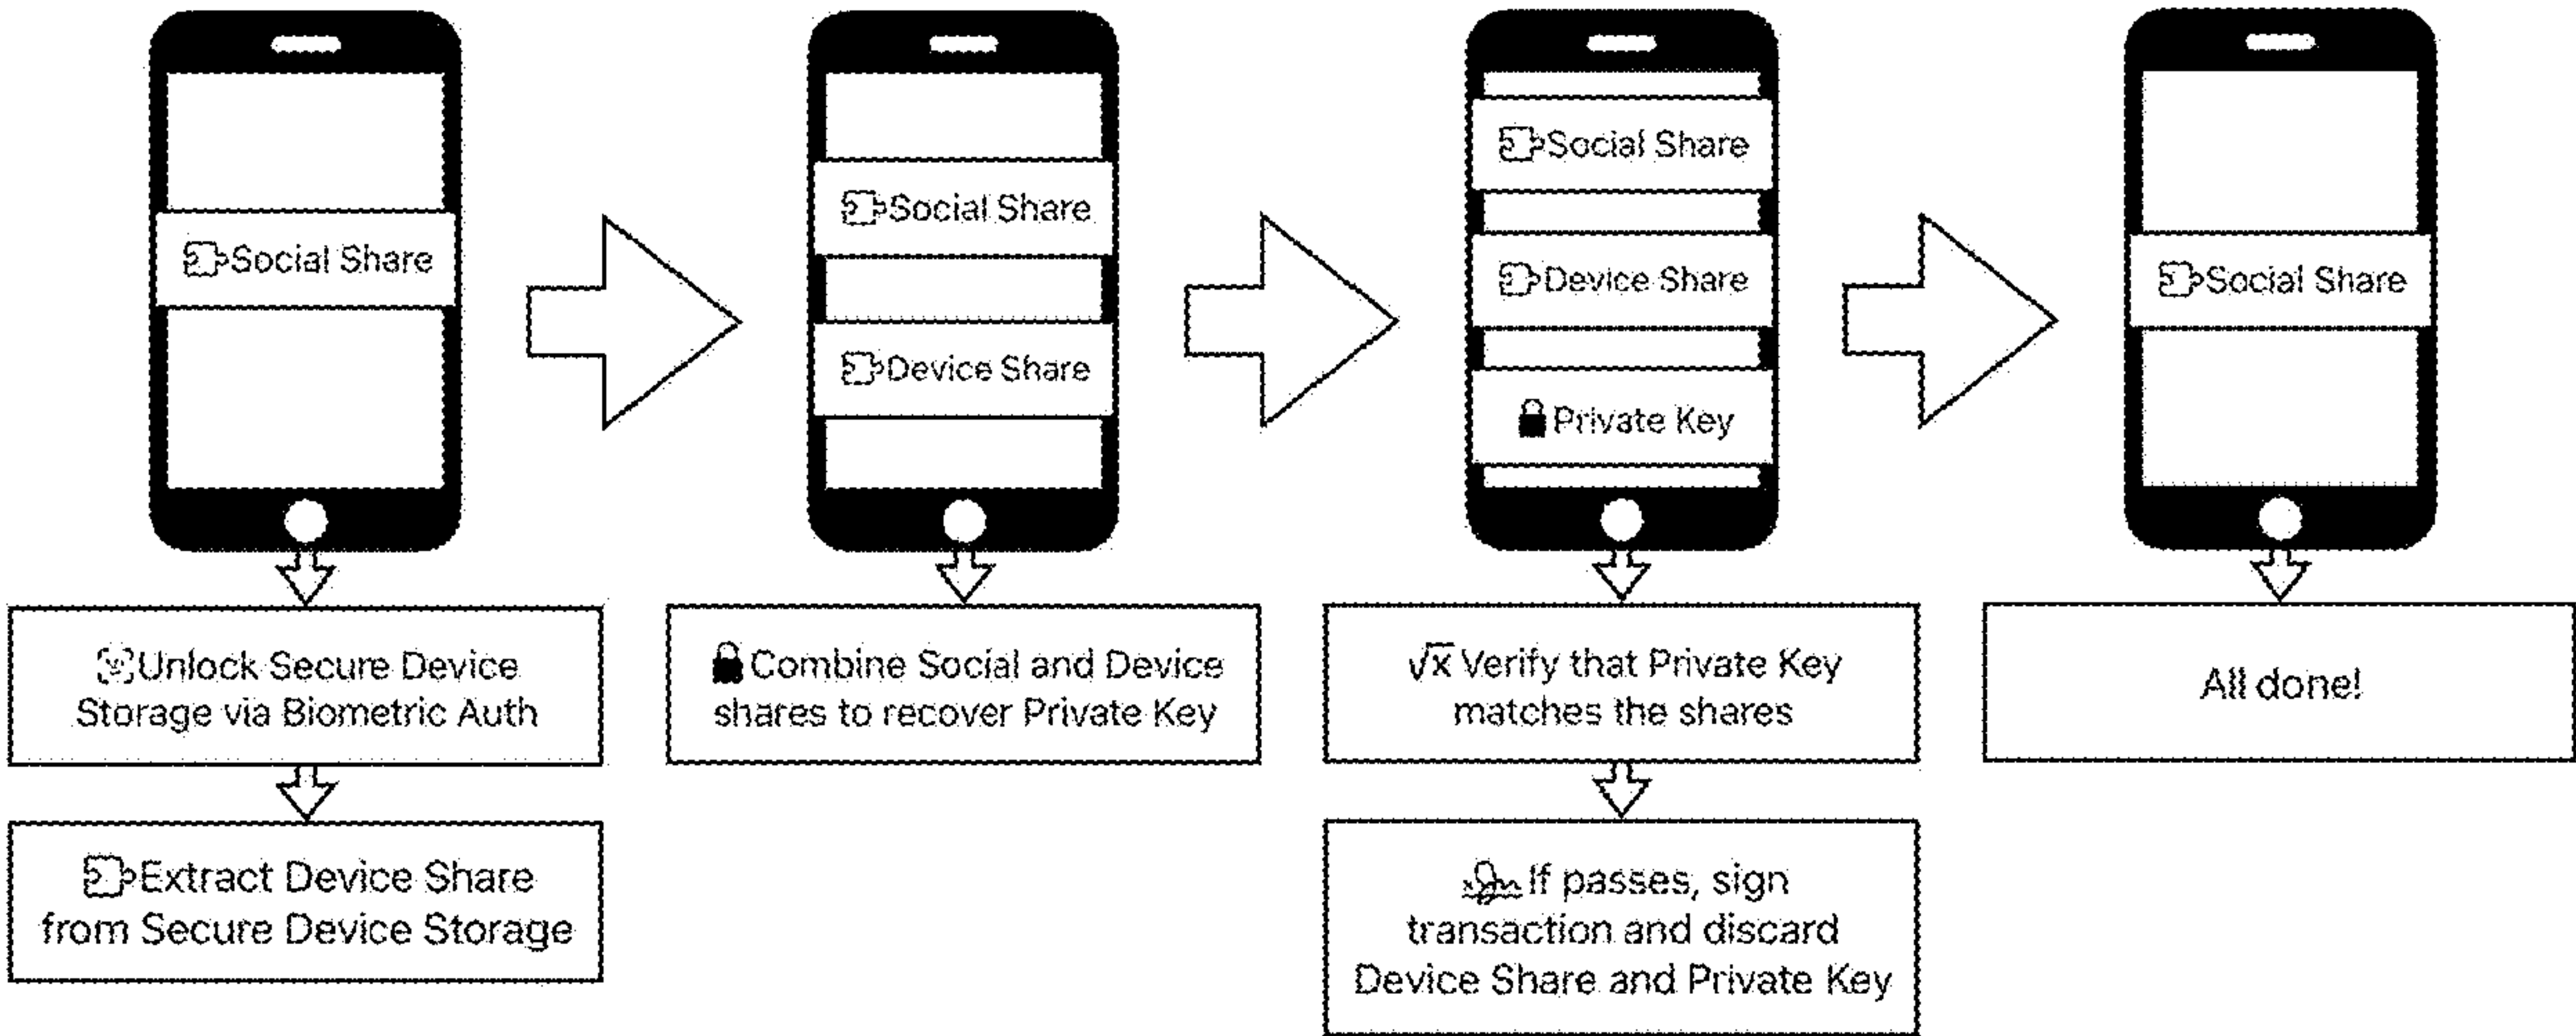 Social Share
Unlock Secure Device
Storage via Biometric Auth
Extract Device Share
from Secure Device Storage
Social Share
Device Share
Combine Social and Device
shares to recover Private Key
Social Share
Device Share
Private Key
√x Verify that Private Key
matches the shares
If passes, sign
transaction and discard
Device Share and Private Key
Social Share
All done!